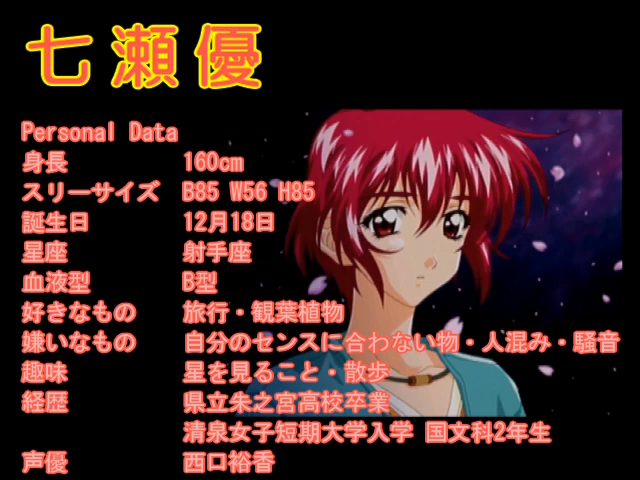 七瀬優
Personal Data
身長 160cm
スリーサイズ B85 W56 H85
誕生日 12月18日
星座 射手座
血液型 B型
好きなもの 旅行・観葉植物
嫌いなもの 自分のセンスに合わない物・人混み・騒音
趣味 星を見ること・散歩
経歴 県立朱之宮高校卒業
清泉女子短期大学入学 国文科2年生
声優 西口裕香